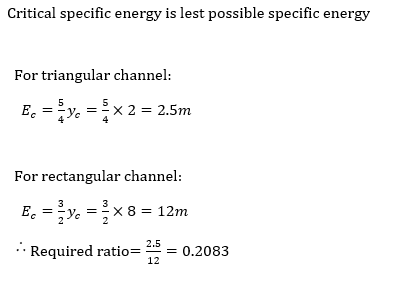 Critical specific energy is lest possible specific energy
For triangular channel:
E_c = 5/4 y_c = 5/4 × 2 = 2.5m
For rectangular channel:
E_c = 3/2 y_c = 3/2 × 8 = 12m
∴ Required ratio= 2.5/12 = 0.2083